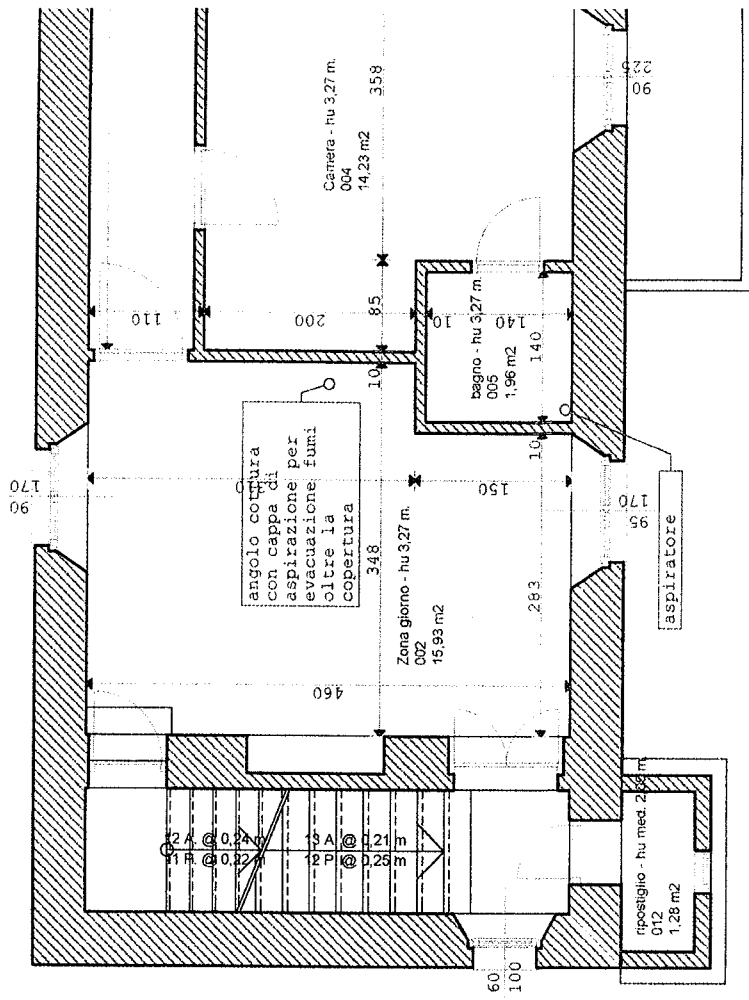 358
Camera - hu 3,27 m.
004
14,23 m2
225
90
110
200
85
10
140
bagno - hu 3,27 m.
005
1,96 m2
140
10
10
170
90
angolo cottura
con cappa di
aspirazione per
evacuazione fumi
oltre la
copertura
310
150
348
Zona giorno - hu 3,27 m.
002
15,93 m2
283
170
95
aspiratore
460
12 A. @ 0,24 m
11 P. @ 0,22 m
13 A. @ 0,21 m
12 P. @ 0,25 m
ripostiglio - hu med. m.
012
1,28 m2
60
100